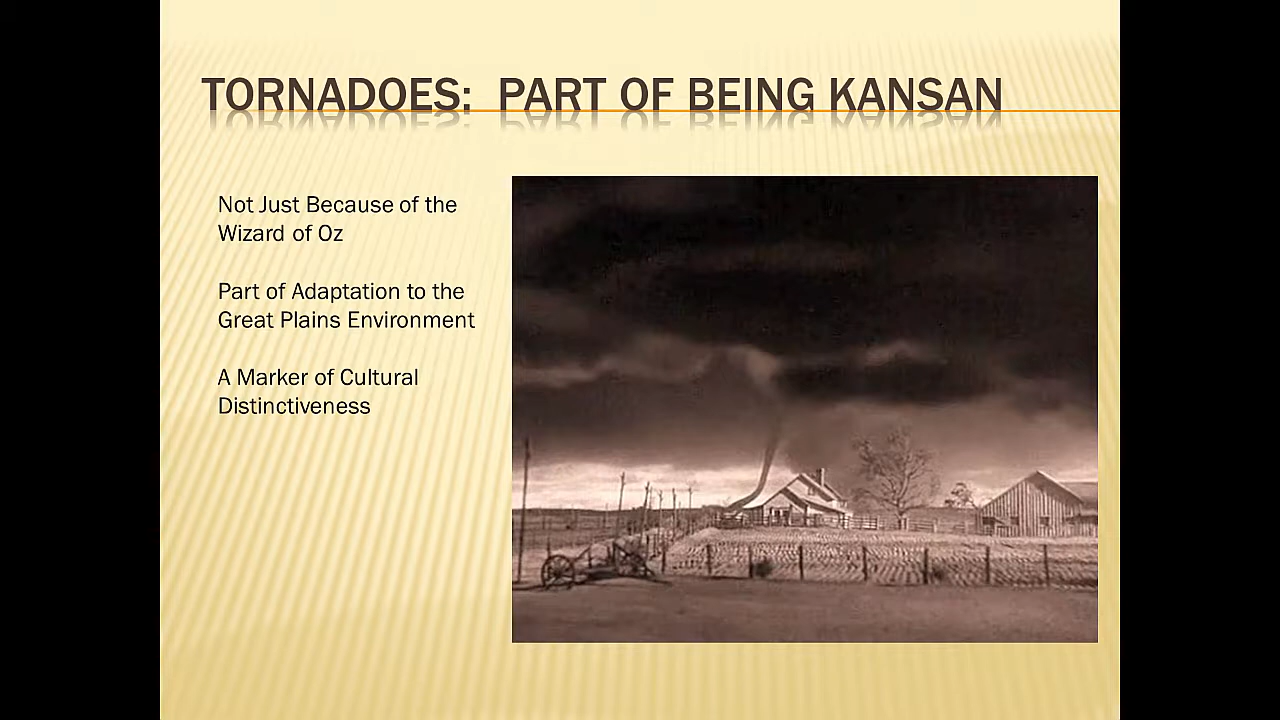 TORNADOES: PART OF BEING KANSAN
Not Just Because of the
Wizard of Oz
Part of Adaptation to the
Great Plains Environment
A Marker of Cultural
Distinctiveness